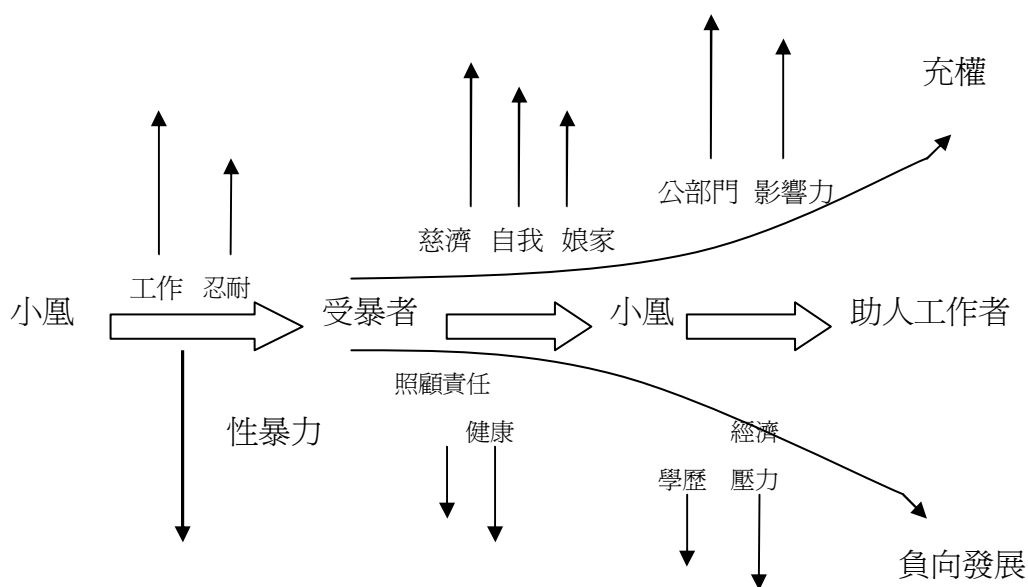 充權
公部門 影響力
慈濟 自我 娘家
工作 忍耐
小凰 受暴者 小凰 助人工作者
照顧責任
性暴力 健康 經濟
學歷 壓力
負向發展